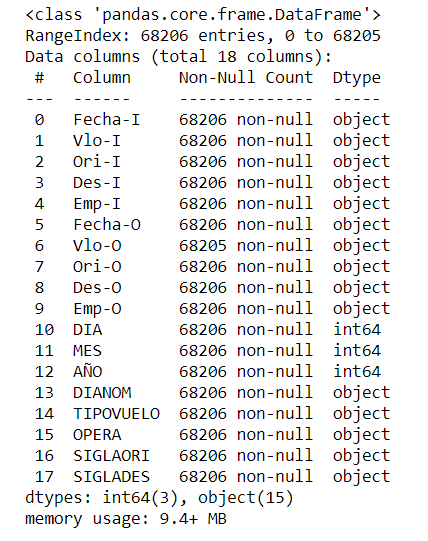 <class 'pandas.core.frame.DataFrame'>
RangeIndex: 68206 entries, 0 to 68205
Data columns (total 18 columns):
 #   Column     Non-Null Count  Dtype
---  ------     --------------  -----
 0   Fecha-I    68206 non-null  object
 1   Vlo-I      68206 non-null  object
 2   Ori-I      68206 non-null  object
 3   Des-I      68206 non-null  object
 4   Emp-I      68206 non-null  object
 5   Fecha-O    68206 non-null  object
 6   Vlo-O      68205 non-null  object
 7   Ori-O      68206 non-null  object
 8   Des-O      68206 non-null  object
 9   Emp-O      68206 non-null  object
 10  DIA        68206 non-null  int64
 11  MES        68206 non-null  int64
 12  AÑO        68206 non-null  int64
 13  DIANOM     68206 non-null  object
 14  TIPOVUELO  68206 non-null  object
 15  OPERA      68206 non-null  object
 16  SIGLAORI   68206 non-null  object
 17  SIGLADES   68206 non-null  object
dtypes: int64(3), object(15)
memory usage: 9.4+ MB